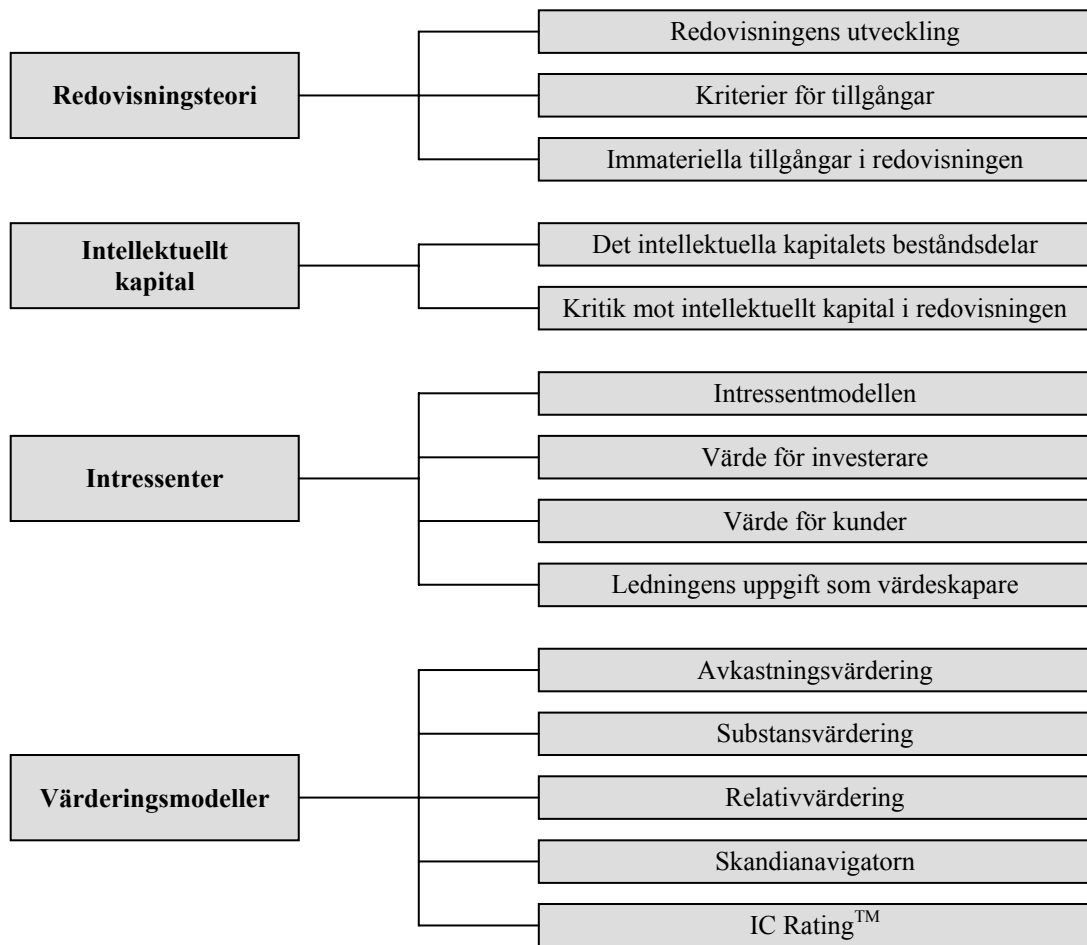 Redovisningsteori
Redovisningens utveckling
Kriterier för tillgångar
Immateriella tillgångar i redovisningen
Intellektuellt
kapital
Det intellektuella kapitalets beståndsdelar
Kritik mot intellektuellt kapital i redovisningen
Intressenter
Intressentmodellen
Värde för investerare
Värde för kunder
Ledningens uppgift som värdeskapare
Värderingsmodeller
Avkastningsvärdering
Substansvärdering
Relativvärdering
Skandianavigatorn
IC Rating™